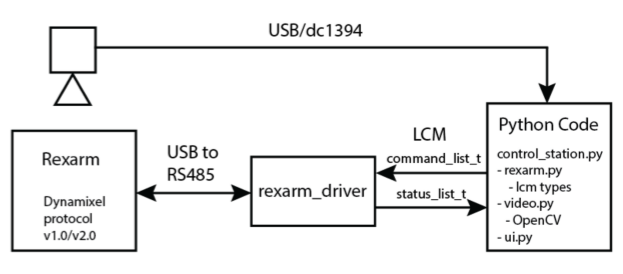 USB/dc1394
Rexarm
Dynamixel
protocol
v1.0/v2.0
USB to
RS485
rexarm_driver
LCM
command_list_t
status_list_t
Python Code
control_station.py
- rexarm.py
- lcm types
- video.py
- OpenCV
- ui.py